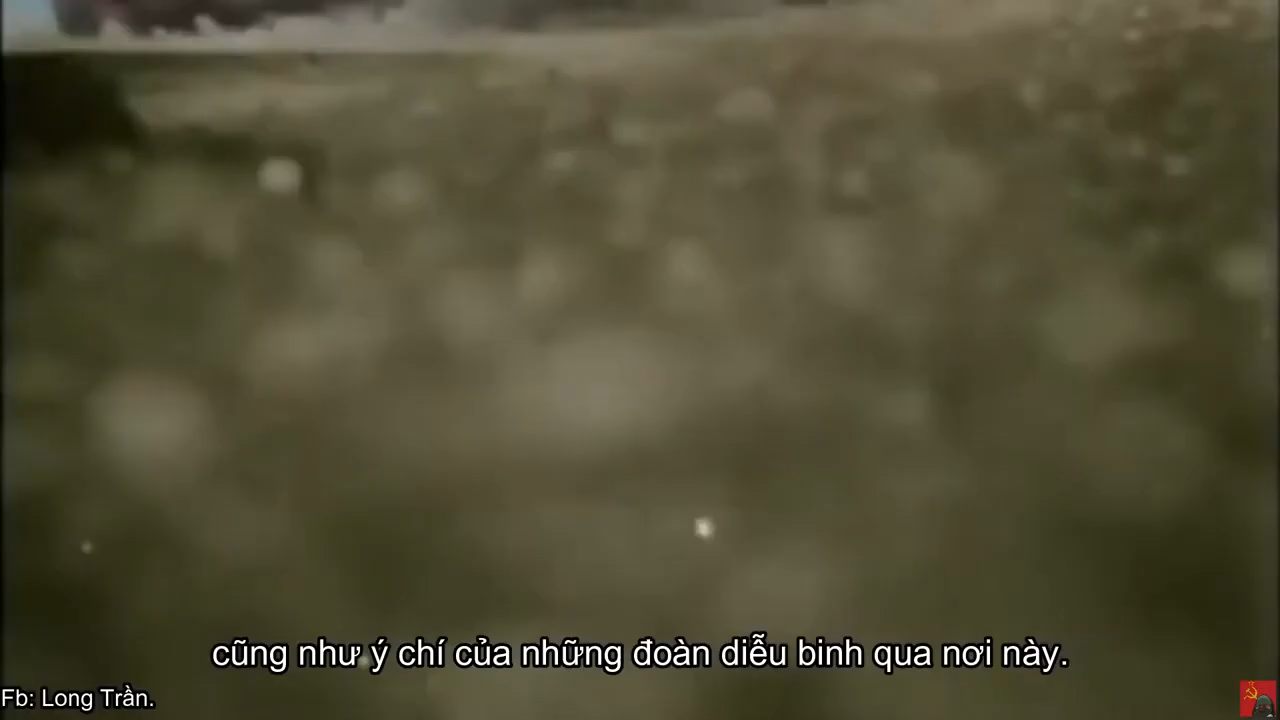 cũng như ý chí của những đoàn diễu binh qua nơi này.
Fb: Long Trần.